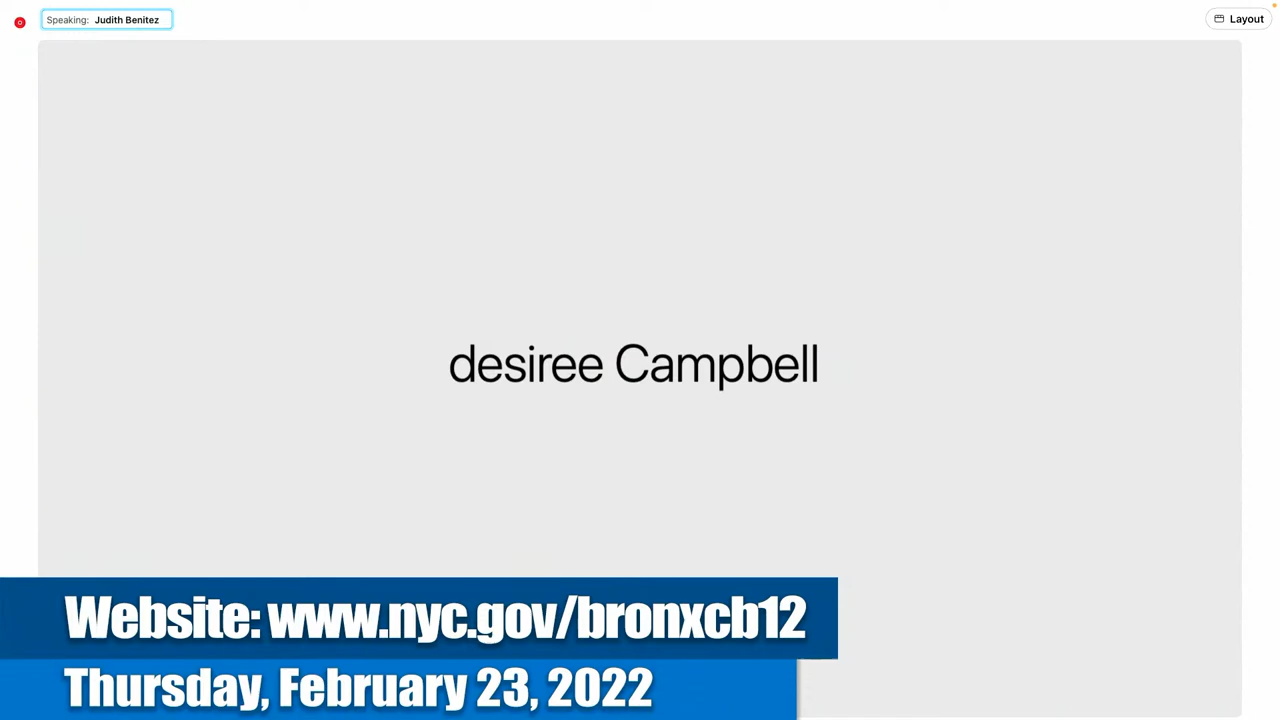 Speaking: Judith Benitez
Layout
desiree Campbell
Website: www.nyc.gov/bronxcb12
Thursday, February 23, 2022